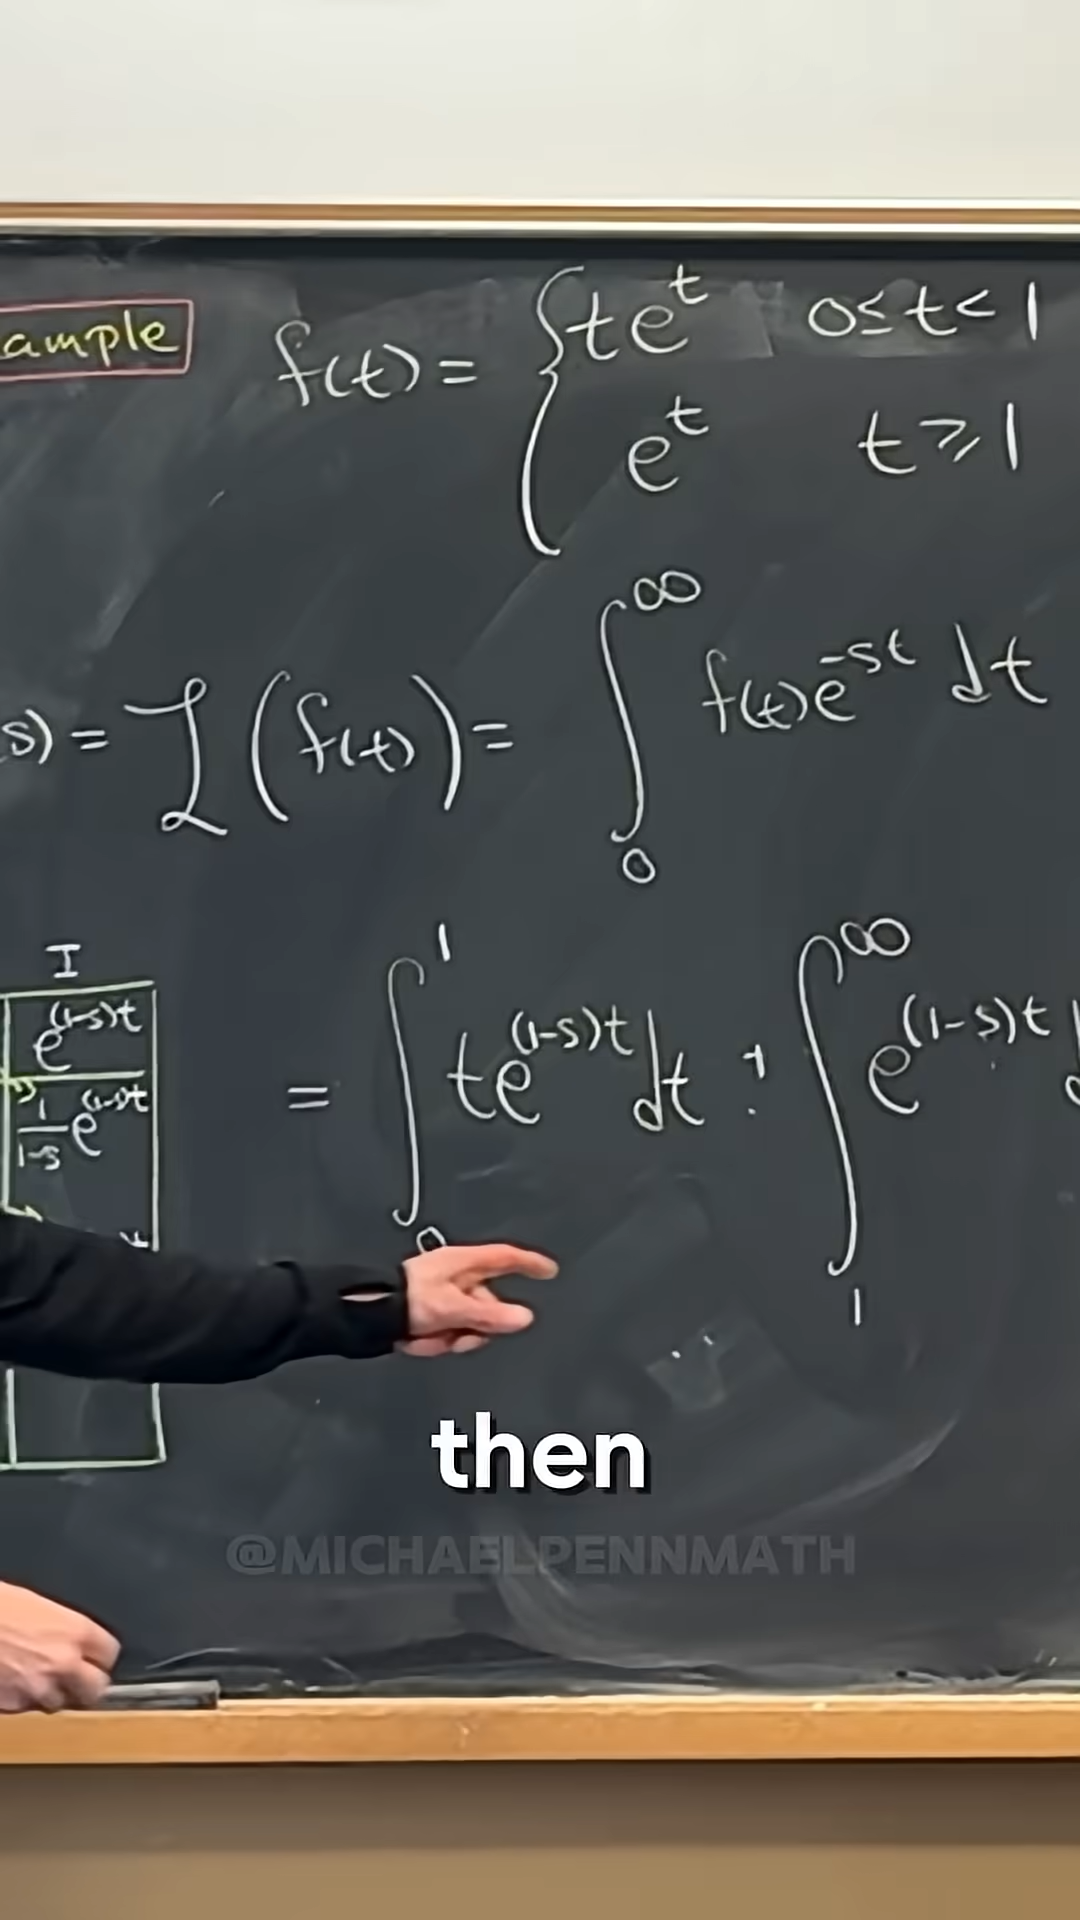 ample
f(t) = { te^t 0 ≤ t < 1
e^t t ≥ 1
s) = ℒ(f(t)) = ∫_0^∞ f(t)e^{-st} dt
I
e^{(1-s)t}
1/(1-s) e^{(1-s)t}
= ∫_0^1 te^{(1-s)t} dt + ∫_1^∞ e^{(1-s)t} d
then
@MICHAELPENNMATH